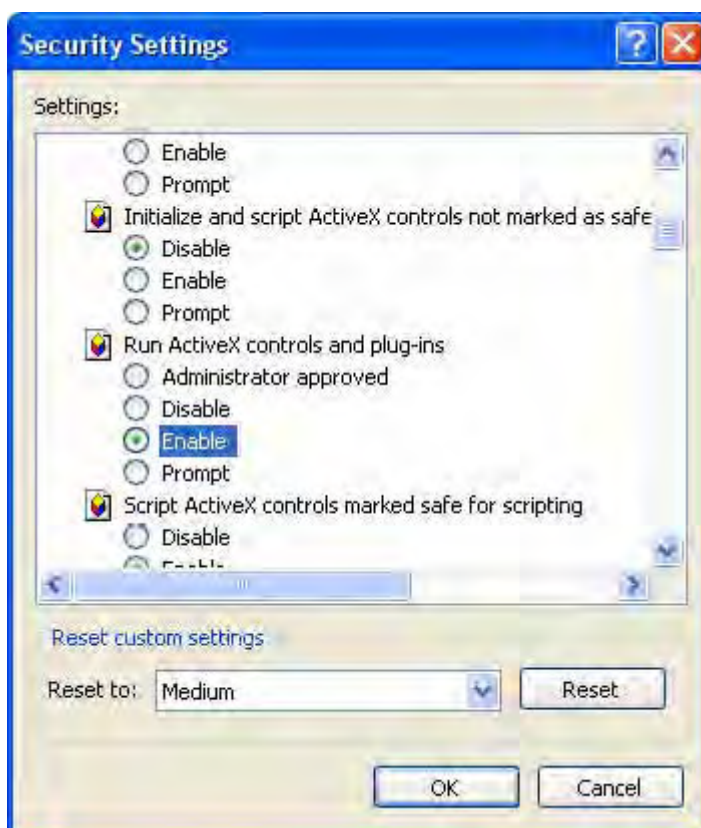 Security Settings
Settings:
Enable
Prompt
Initialize and script ActiveX controls not marked as safe
Disable
Enable
Prompt
Run ActiveX controls and plug-ins
Administrator approved
Disable
Enable
Prompt
Script ActiveX controls marked safe for scripting
Disable
Enable
Reset custom settings
Reset to: Medium Reset
OK Cancel